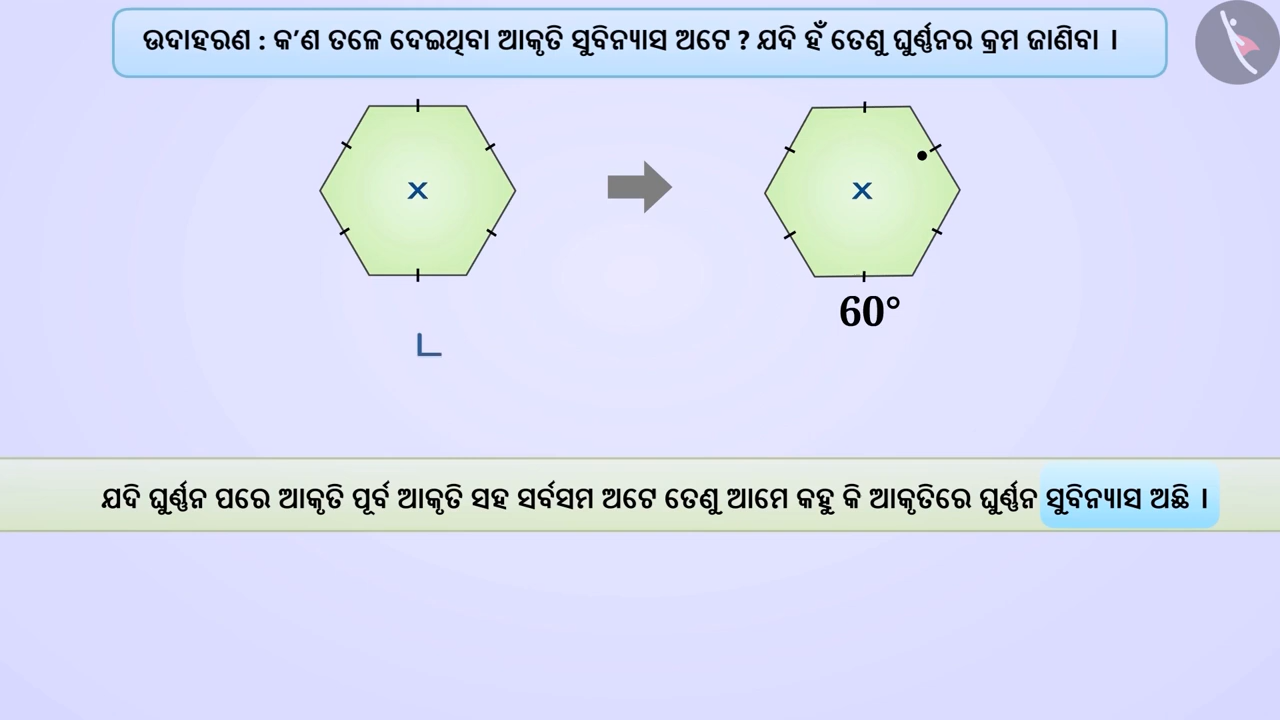 ଉଦାହରଣ : କ'ଣ ତଳେ ଦେଇଥିବା ଆକୃତି ସୁବିନ୍ୟାସ ଅଟେ ? ଯଦି ହଁ ତେଣୁ ଘୁର୍ଣ୍ଣନର କ୍ରମ ଜାଣିବା ।
x x
60°
ଯଦି ଘୁର୍ଣ୍ଣନ ପରେ ଆକୃତି ପୂର୍ବ ଆକୃତି ସହ ସର୍ବସମ ଅଟେ ତେଣୁ ଆମେ କହୁ କି ଆକୃତିରେ ଘୁର୍ଣ୍ଣନ ସୁବିନ୍ୟାସ ଅଛି ।